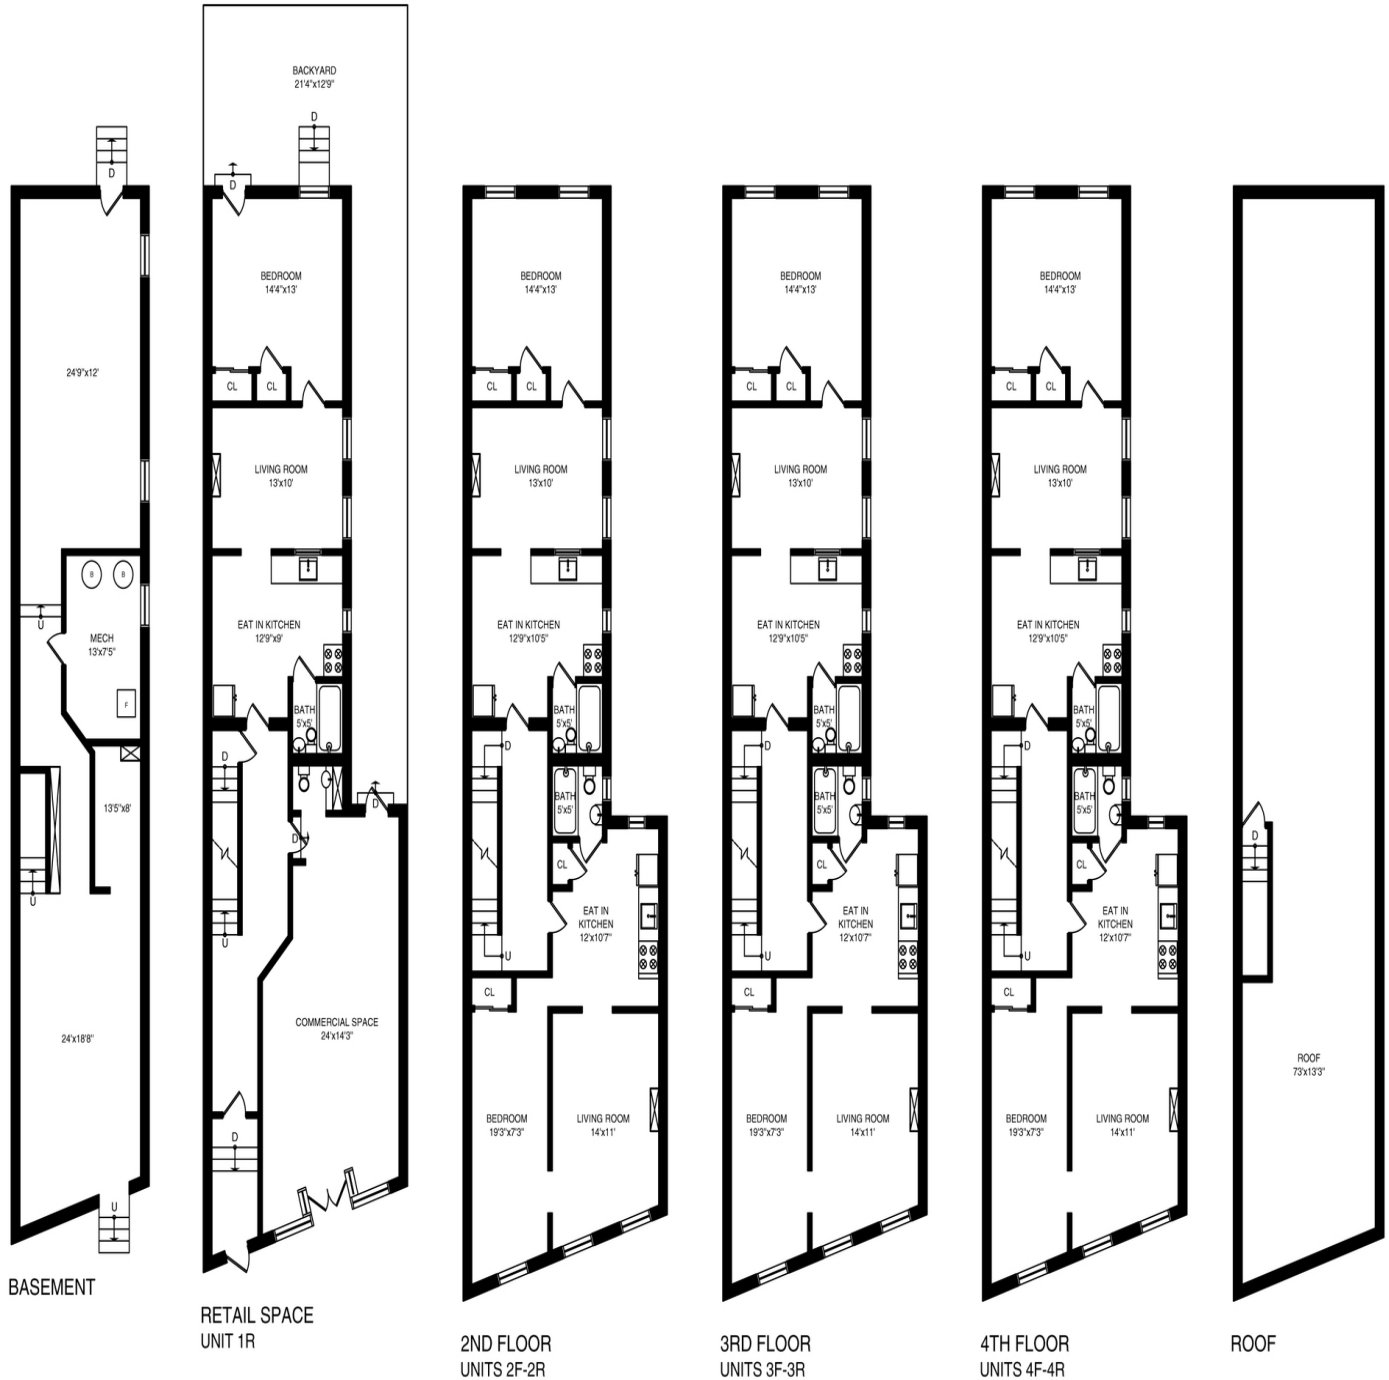 D
24'9"x12'
B
B
U
MECH
13'x7'5"
F
13'5"x8'
U
24'x18'8"
U
BASEMENT
BACKYARD
21'4"x12'9"
D
D
BEDROOM
14'4"x13'
CL
CL
LIVING ROOM
13'x10'
EAT IN KITCHEN
12'9"x9'
BATH
5'x5'
D
D
D
U
COMMERCIAL SPACE
24'x14'3"
D
RETAIL SPACE
UNIT 1R
BEDROOM
14'4"x13'
CL
CL
LIVING ROOM
13'x10'
EAT IN KITCHEN
12'9"x10'5"
BATH
5'x5'
D
BATH
5'x5'
CL
EAT IN
KITCHEN
12'x10'7"
U
CL
BEDROOM
19'3"x7'3"
LIVING ROOM
14'x11'
2ND FLOOR
UNITS 2F-2R
BEDROOM
14'4"x13'
CL
CL
LIVING ROOM
13'x10'
EAT IN KITCHEN
12'9"x10'5"
BATH
5'x5'
D
BATH
5'x5'
CL
EAT IN
KITCHEN
12'x10'7"
U
CL
BEDROOM
19'3"x7'3"
LIVING ROOM
14'x11'
3RD FLOOR
UNITS 3F-3R
BEDROOM
14'4"x13'
CL
CL
LIVING ROOM
13'x10'
EAT IN KITCHEN
12'9"x10'5"
BATH
5'x5'
D
BATH
5'x5'
CL
EAT IN
KITCHEN
12'x10'7"
U
CL
BEDROOM
19'3"x7'3"
LIVING ROOM
14'x11'
4TH FLOOR
UNITS 4F-4R
D
ROOF
73'x13'3"
ROOF